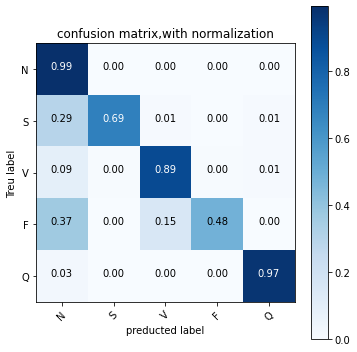 confusion matrix,with normalization
N 0.99 0.00 0.00 0.00 0.00
S 0.29 0.69 0.01 0.00 0.01
V 0.09 0.00 0.89 0.00 0.01
F 0.37 0.00 0.15 0.48 0.00
Q 0.03 0.00 0.00 0.00 0.97
N S V F Q
Treu label
preducted label
0.8
0.6
0.4
0.2
0.0